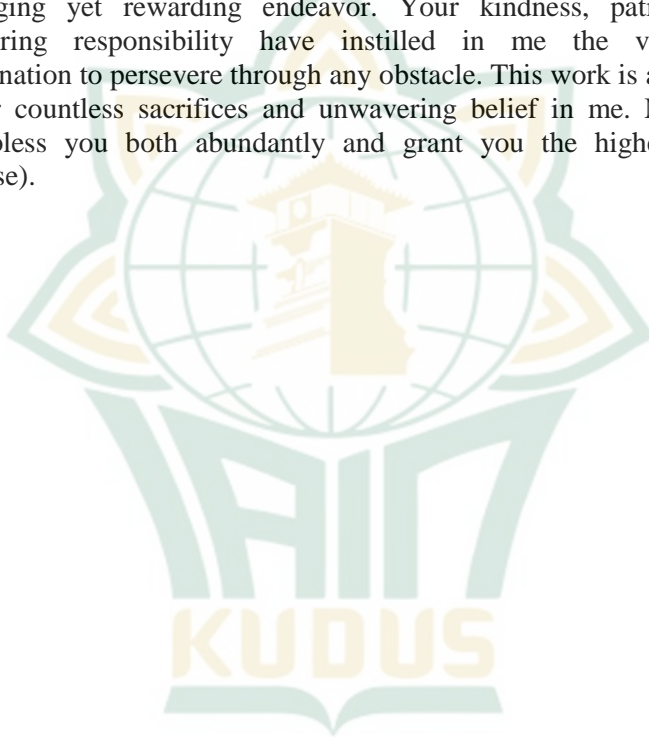 ging yet rewarding endeavor. Your kindness, pati
ring responsibility have instilled in me the v
nation to persevere through any obstacle. This work is a
r countless sacrifices and unwavering belief in me. M
bless you both abundantly and grant you the highe
se).
IAIN
KUDUS